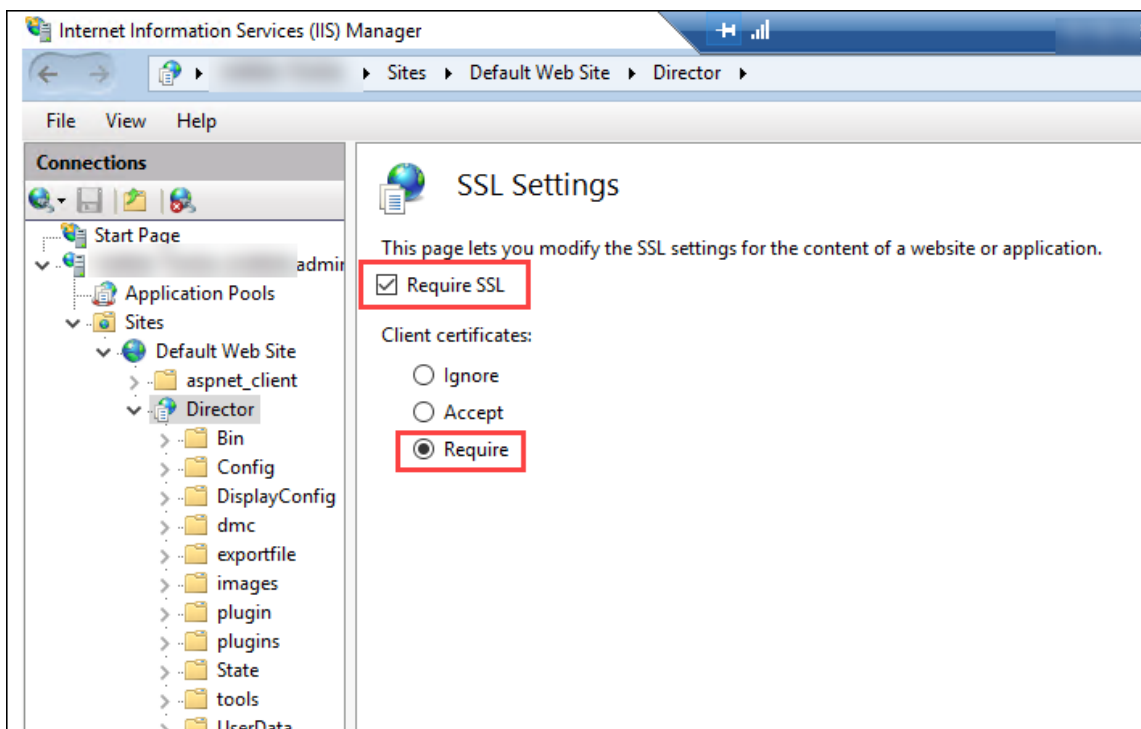 Internet Information Services (IIS) Manager
Sites Default Web Site Director
File View Help
Connections
Start Page
admin
Application Pools
Sites
Default Web Site
aspnet_client
Director
Bin
Config
DisplayConfig
dmc
exportfile
images
plugin
plugins
State
tools
UserData
SSL Settings
This page lets you modify the SSL settings for the content of a website or application.
Require SSL
Client certificates:
Ignore
Accept
Require